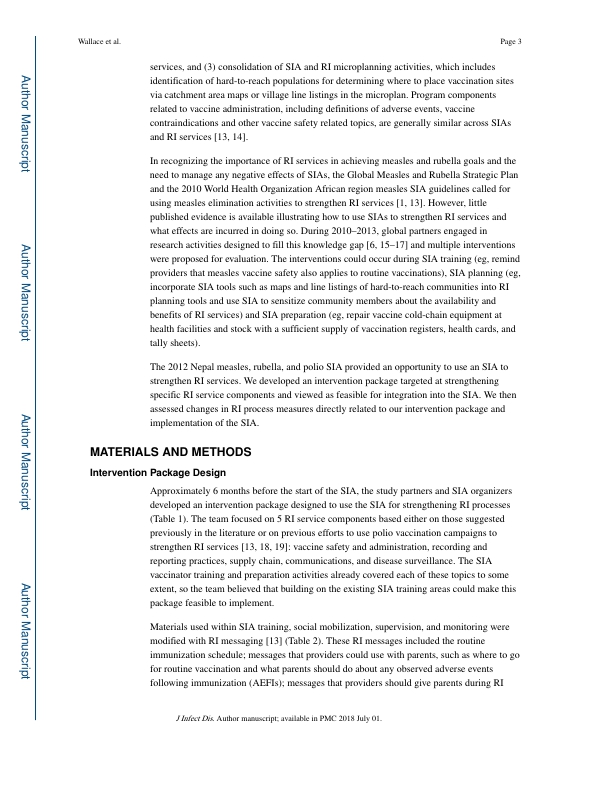 Wallace et al.
Page 3
services, and (3) consolidation of SIA and RI microplanning activities, which includes
identification of hard-to-reach populations for determining where to place vaccination sites
via catchment area maps or village line listings in the microplan. Program components
related to vaccine administration, including definitions of adverse events, vaccine
contraindications and other vaccine safety related topics, are generally similar across SIAs
and RI services [13, 14].
In recognizing the importance of RI services in achieving measles and rubella goals and the
need to manage any negative effects of SIAs, the Global Measles and Rubella Strategic Plan
and the 2010 World Health Organization African region measles SIA guidelines called for
using measles elimination activities to strengthen RI services [1, 13]. However, little
published evidence is available illustrating how to use SIAs to strengthen RI services and
what effects are incurred in doing so. During 2010–2013, global partners engaged in
research activities designed to fill this knowledge gap [6, 15–17] and multiple interventions
were proposed for evaluation. The interventions could occur during SIA training (eg, remind
providers that measles vaccine safety also applies to routine vaccinations), SIA planning (eg,
incorporate SIA tools such as maps and line listings of hard-to-reach communities into RI
planning tools and use SIA to sensitize community members about the availability and
benefits of RI services) and SIA preparation (eg, repair vaccine cold-chain equipment at
health facilities and stock with a sufficient supply of vaccination registers, health cards, and
tally sheets).
The 2012 Nepal measles, rubella, and polio SIA provided an opportunity to use an SIA to
strengthen RI services. We developed an intervention package targeted at strengthening
specific RI service components and viewed as feasible for integration into the SIA. We then
assessed changes in RI process measures directly related to our intervention package and
implementation of the SIA.
MATERIALS AND METHODS
Intervention Package Design
Approximately 6 months before the start of the SIA, the study partners and SIA organizers
developed an intervention package designed to use the SIA for strengthening RI processes
(Table 1). The team focused on 5 RI service components based either on those suggested
previously in the literature or on previous efforts to use polio vaccination campaigns to
strengthen RI services [13, 18, 19]: vaccine safety and administration, recording and
reporting practices, supply chain, communications, and disease surveillance. The SIA
vaccinator training and preparation activities already covered each of these topics to some
extent, so the team believed that building on the existing SIA training areas could make this
package feasible to implement.
Materials used within SIA training, social mobilization, supervision, and monitoring were
modified with RI messaging [13] (Table 2). These RI messages included the routine
immunization schedule; messages that providers could use with parents, such as where to go
for routine vaccination and what parents should do about any observed adverse events
following immunization (AEFIs); messages that providers should give parents during RI
J Infect Dis. Author manuscript; available in PMC 2018 July 01.
Author Manuscript
Author Manuscript
Author Manuscript
Author Manuscript